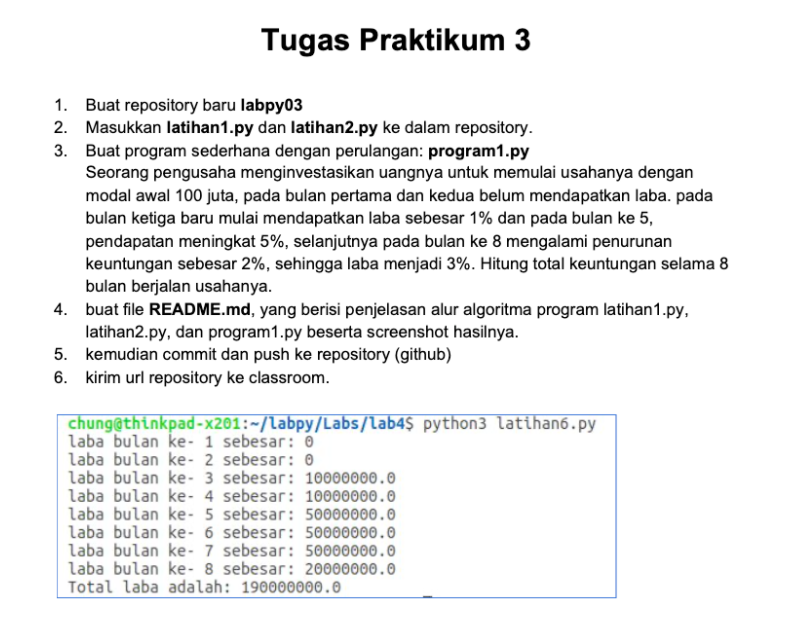 Tugas Praktikum 3
1. Buat repository baru labpy03
2. Masukkan latihan1.py dan latihan2.py ke dalam repository.
3. Buat program sederhana dengan perulangan: program1.py
Seorang pengusaha menginvestasikan uangnya untuk memulai usahanya dengan
modal awal 100 juta, pada bulan pertama dan kedua belum mendapatkan laba. pada
bulan ketiga baru mulai mendapatkan laba sebesar 1% dan pada bulan ke 5,
pendapatan meningkat 5%, selanjutnya pada bulan ke 8 mengalami penurunan
keuntungan sebesar 2%, sehingga laba menjadi 3%. Hitung total keuntungan selama 8
bulan berjalan usahanya.
4. buat file README.md, yang berisi penjelasan alur algoritma program latihan1.py,
latihan2.py, dan program1.py beserta screenshot hasilnya.
5. kemudian commit dan push ke repository (github)
6. kirim url repository ke classroom.
chung@thinkpad-x201:~/labpy/Labs/lab4$ python3 latihan6.py
laba bulan ke- 1 sebesar: 0
laba bulan ke- 2 sebesar: 0
laba bulan ke- 3 sebesar: 10000000.0
laba bulan ke- 4 sebesar: 10000000.0
laba bulan ke- 5 sebesar: 50000000.0
laba bulan ke- 6 sebesar: 50000000.0
laba bulan ke- 7 sebesar: 50000000.0
laba bulan ke- 8 sebesar: 20000000.0
Total laba adalah: 190000000.0